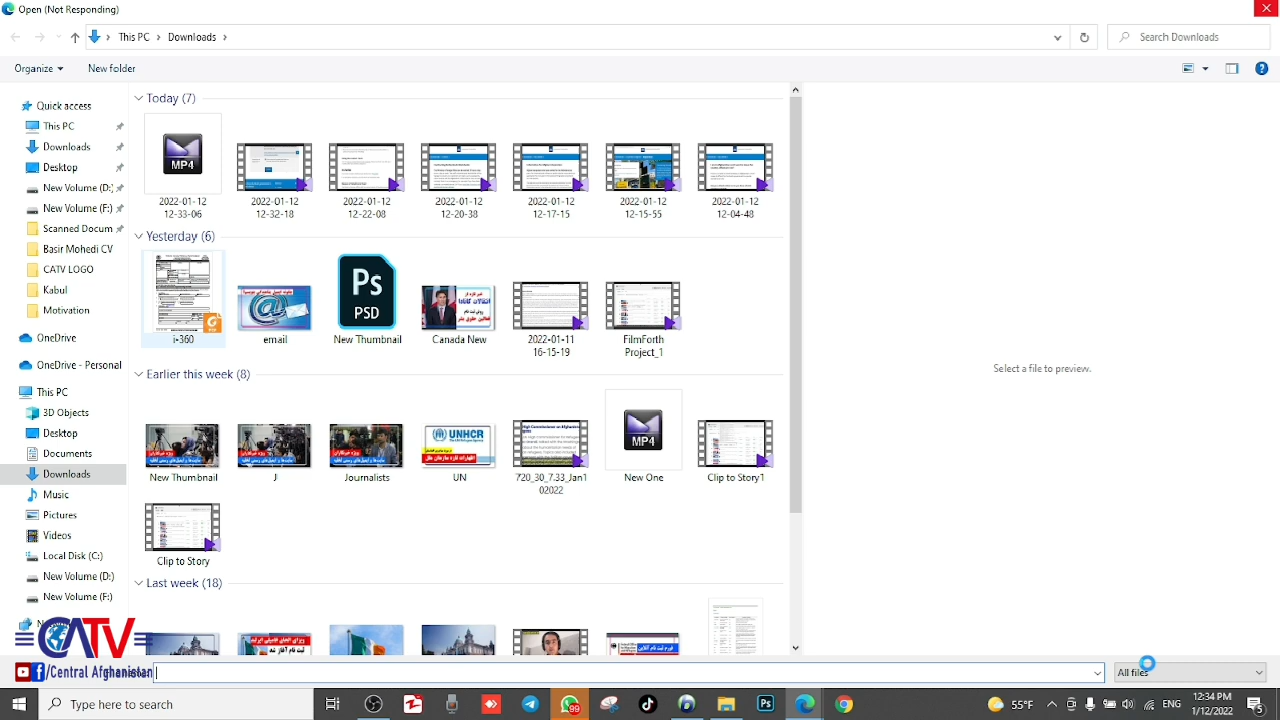 Open (Not Responding)
This PC > Downloads >
Search Downloads
Organize
New folder
Quick access
This PC
Downloads
Desktop
New Volume (D:
New Volume (F:)
Banned Docum
Basir Mohedi CV
CATV LOGO
Kabul
Motivation
OneDrive
OneDrive - Personal
This PC
3D Objects
Desktop
Documents
Downloads
Music
Pictures
Videos
Local Disk (C:)
New Volume (D:)
New Volume (F:)
Today (7)
MP4
2022-01-12
12-33-06
2022-01-12
12-32-18
2022-01-12
12-22-08
2022-01-12
12-20-38
2022-01-12
12-17-15
2022-01-12
12-15-55
2022-01-12
12-04-48
Yesterday (6)
i-360
email
Ps
PSD
New Thumbnail
Canada New
2022-01-11
16-15-19
FilmForth
Project_1
Earlier this week (8)
New Thumbnail
J
Journalists
UNHCR
UN
720_30_7.33_Jan1
02022
MP4
New One
Clip to Story1
Clip to Story
Last week (18)
Select a file to preview.
CATV
/Central Afghanistan
All files
Type here to search
99
Ps
55°F
ENG
12:34 PM
1/12/2022